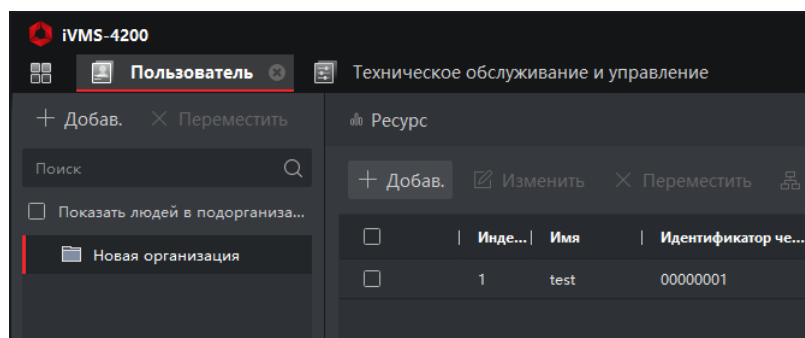 iVMS-4200
Пользователь Техническое обслуживание и управление
Добав. Переместить
Ресурс
Поиск
Добав. Изменить Переместить
Показать людей в подорганиза...
Инде... Имя Идентификатор че...
Новая организация
1 test 00000001